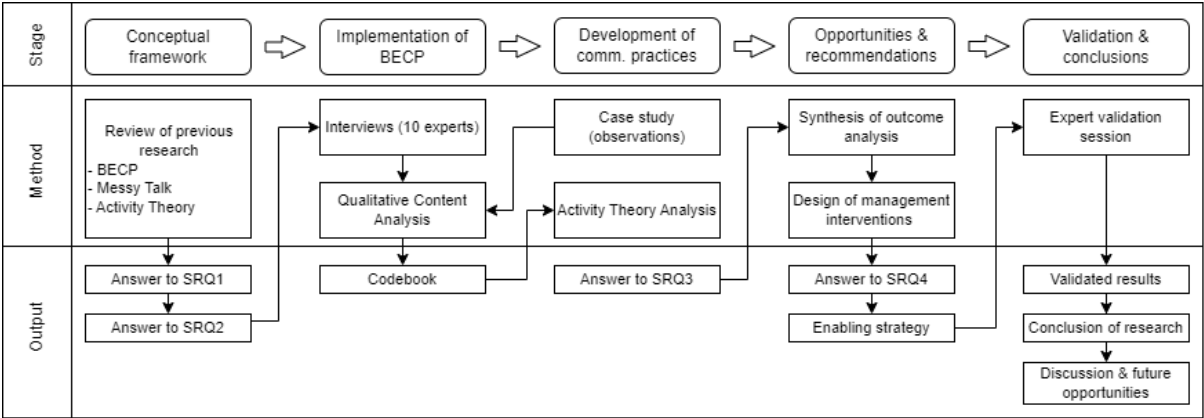 Stage
Conceptual
framework
Implementation of
BECP
Development of
comm. practices
Opportunities &
recommendations
Validation &
conclusions
Method
Review of previous
research
- BECP
- Messy Talk
- Activity Theory
Interviews (10 experts)
Qualitative Content
Analysis
Case study
(observations)
Activity Theory Analysis
Synthesis of outcome
analysis
Design of management
interventions
Expert validation
session
Output
Answer to SRQ1
Answer to SRQ2
Codebook
Answer to SRQ3
Answer to SRQ4
Enabling strategy
Validated results
Conclusion of research
Discussion & future
opportunities